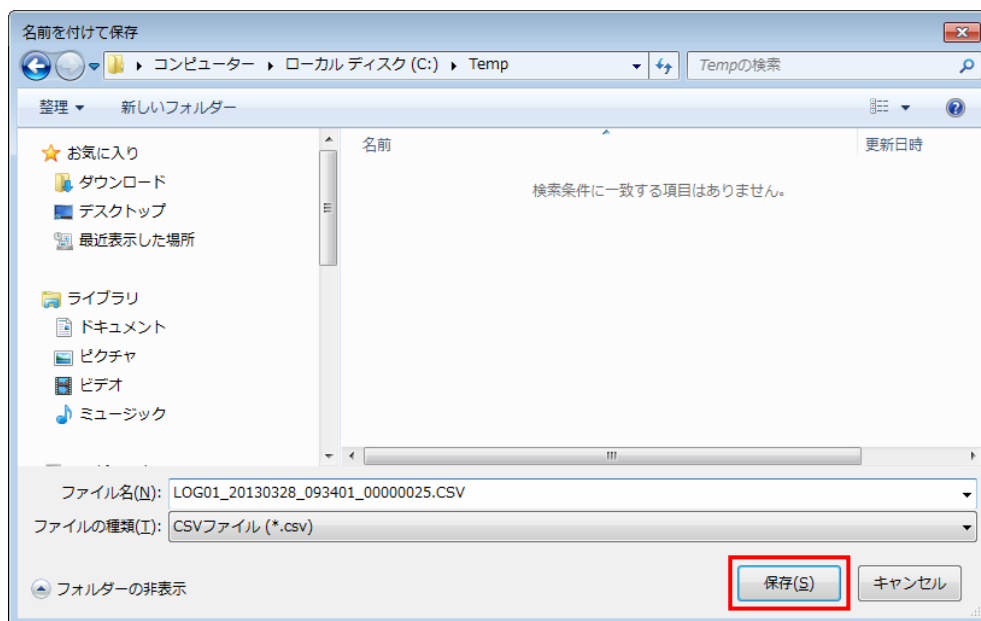 名前を付けて保存
コンピューター ローカル ディスク (C:) Temp Tempの検索
整理 新しいフォルダー
名前 更新日時
検索条件に一致する項目はありません。
お気に入り
ダウンロード
デスクトップ
最近表示した場所
ライブラリ
ドキュメント
ピクチャ
ビデオ
ミュージック
ファイル名(N): LOG01_20130328_093401_00000025.CSV
ファイルの種類(T): CSVファイル (*.csv)
フォルダーの非表示 保存(S) キャンセル